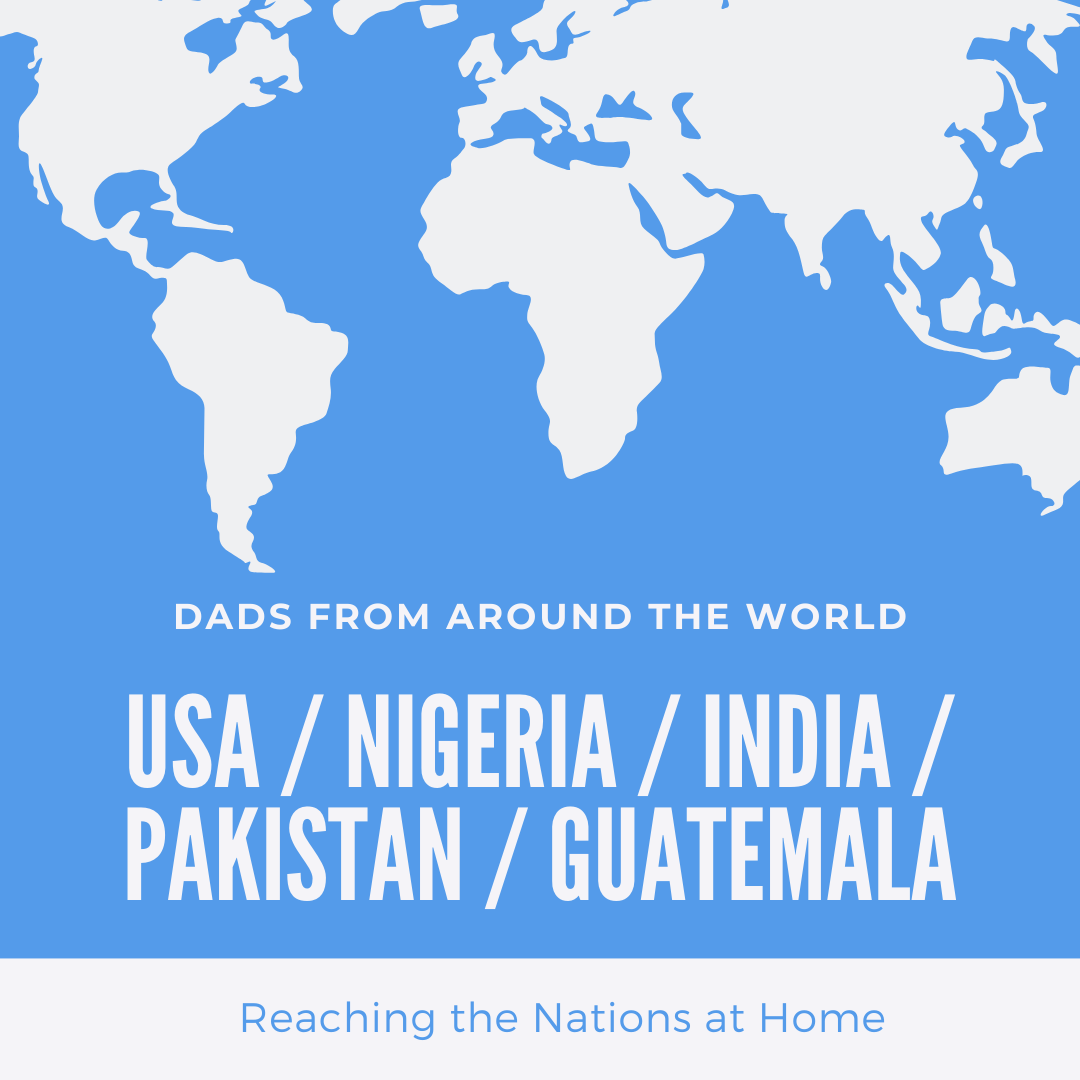 DADS FROM AROUND THE WORLD
USA / NIGERIA / INDIA /
PAKISTAN / GUATEMALA
Reaching the Nations at Home